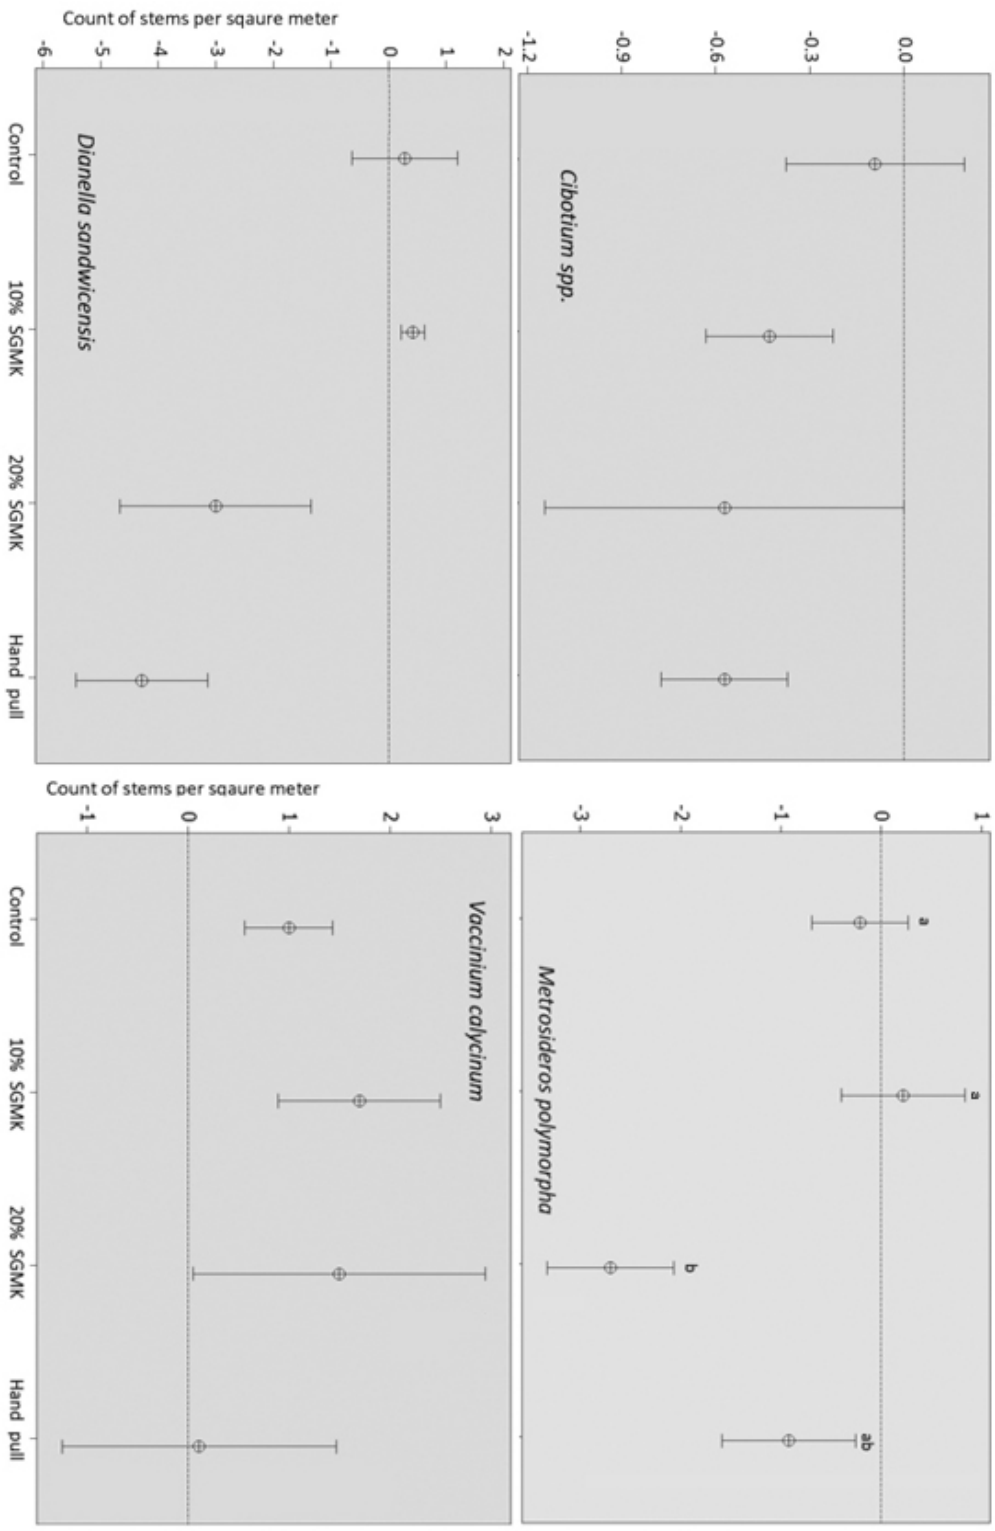 Count of stems per sqaure meter
0.0
-0.3
-0.6
-0.9
-1.2
Cibotium spp.
1
0
-1
-2
-3
a
a
b
ab
Metrosideros polymorpha
2
1
0
-1
-2
-3
-4
-5
-6
Dianella sandwicensis
Control
10% SGMK
20% SGMK
Hand pull
Count of stems per sqaure meter
3
2
1
0
-1
Vaccinium calycinum
Control
10% SGMK
20% SGMK
Hand pull